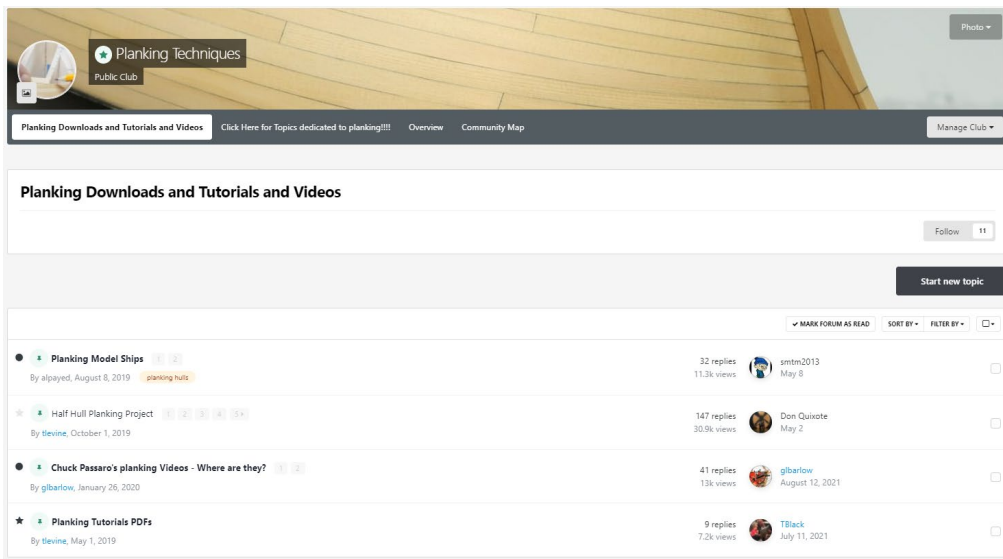 Photo
Planking Techniques
Public Club
Planking Downloads and Tutorials and Videos Click Here for Topics dedicated to planking!!!! Overview Community Map Manage Club
Planking Downloads and Tutorials and Videos
Follow 11
Start new topic
MARK FORUM AS READ SORT BY FILTER BY
Planking Model Ships 1 2
32 replies smtm2013
By alpayed, August 8, 2019 planking hulls
11.3k views May 8
Half Hull Planking Project 1 2 3 4 5
147 replies Don Quixote
By tlevine, October 1, 2019
30.9k views May 2
Chuck Passaro's planking Videos - Where are they? 1 2
41 replies glbarlow
By glbarlow, January 26, 2020
13k views August 12, 2021
Planking Tutorials PDFs
9 replies TBlack
By tlevine, May 1, 2019
7.2k views July 11, 2021